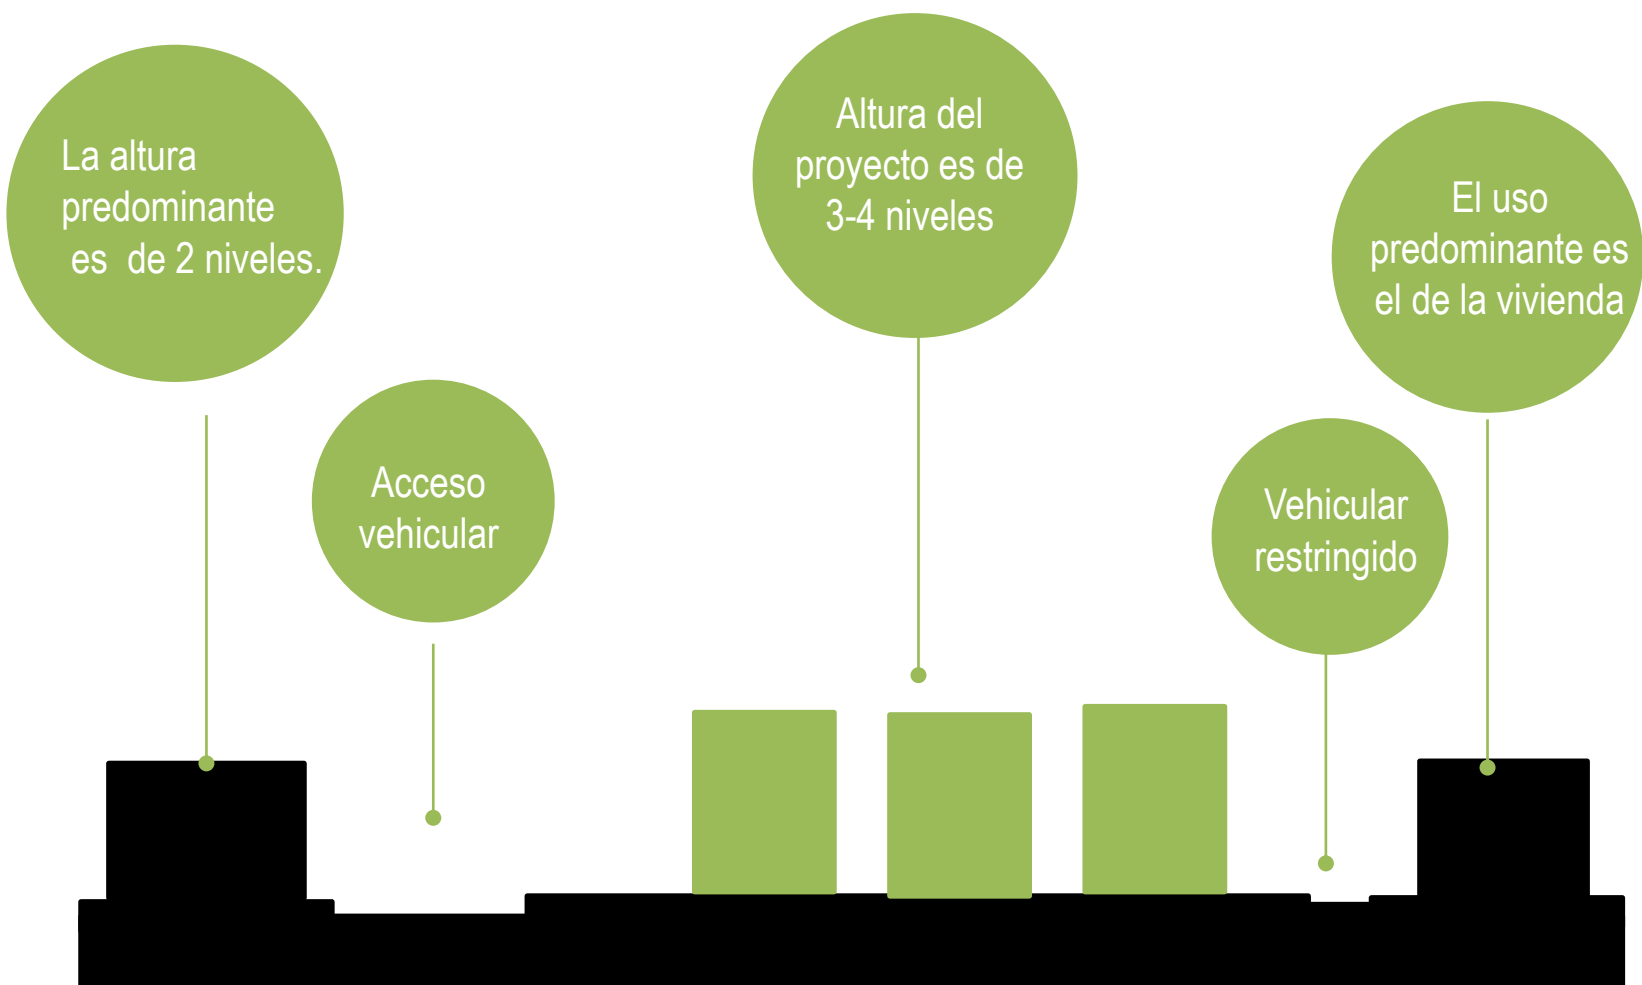 La altura
predominante
es de 2 niveles.
Acceso
vehicular
Altura del
proyecto es de
3-4 niveles
Vehicular
restringido
El uso
predominante es
el de la vivienda